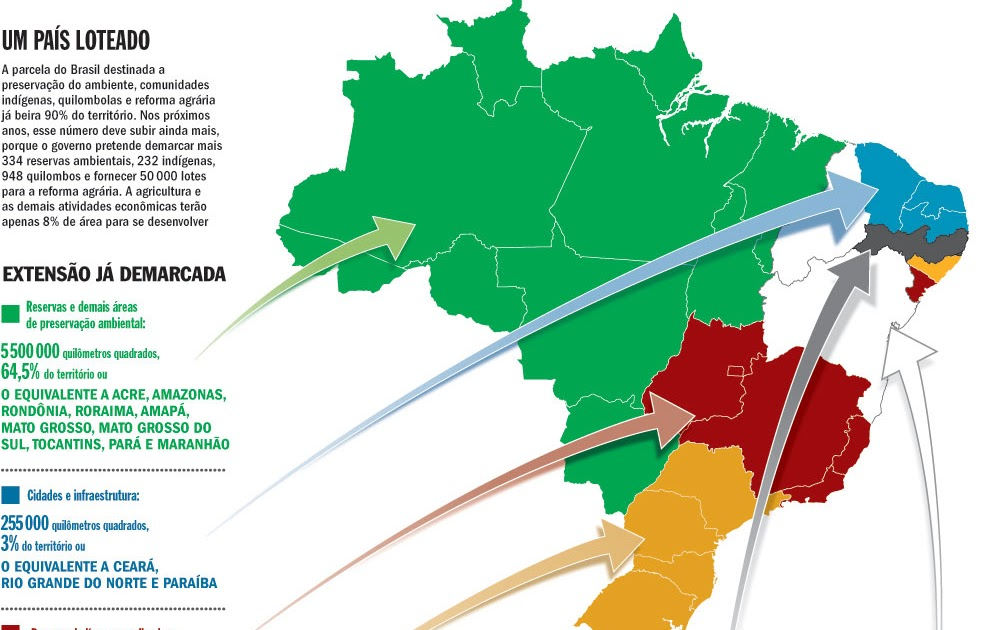 UM PAÍS LOTEADO
A parcela do Brasil destinada a
preservação do ambiente, comunidades
indígenas, quilombolas e reforma agrária
já beira 90% do território. Nos próximos
anos, esse número deve subir ainda mais,
porque o governo pretende demarcar mais
334 reservas ambientais, 232 indígenas,
948 quilombos e fornecer 50 000 lotes
para a reforma agrária. A agricultura e
as demais atividades econômicas terão
apenas 8% de área para se desenvolver
EXTENSÃO JÁ DEMARCADA
Reservas e demais áreas
de preservação ambiental:
5 500 000 quilômetros quadrados,
64,5% do território ou
O EQUIVALENTE A ACRE, AMAZONAS,
RONDÔNIA, RORAIMA, AMAPÁ,
MATO GROSSO, MATO GROSSO DO
SUL, TOCANTINS, PARÁ E MARANHÃO
Cidades e infraestrutura:
255 000 quilômetros quadrados,
3% do território ou
O EQUIVALENTE A CEARÁ,
RIO GRANDE DO NORTE E PARAÍBA